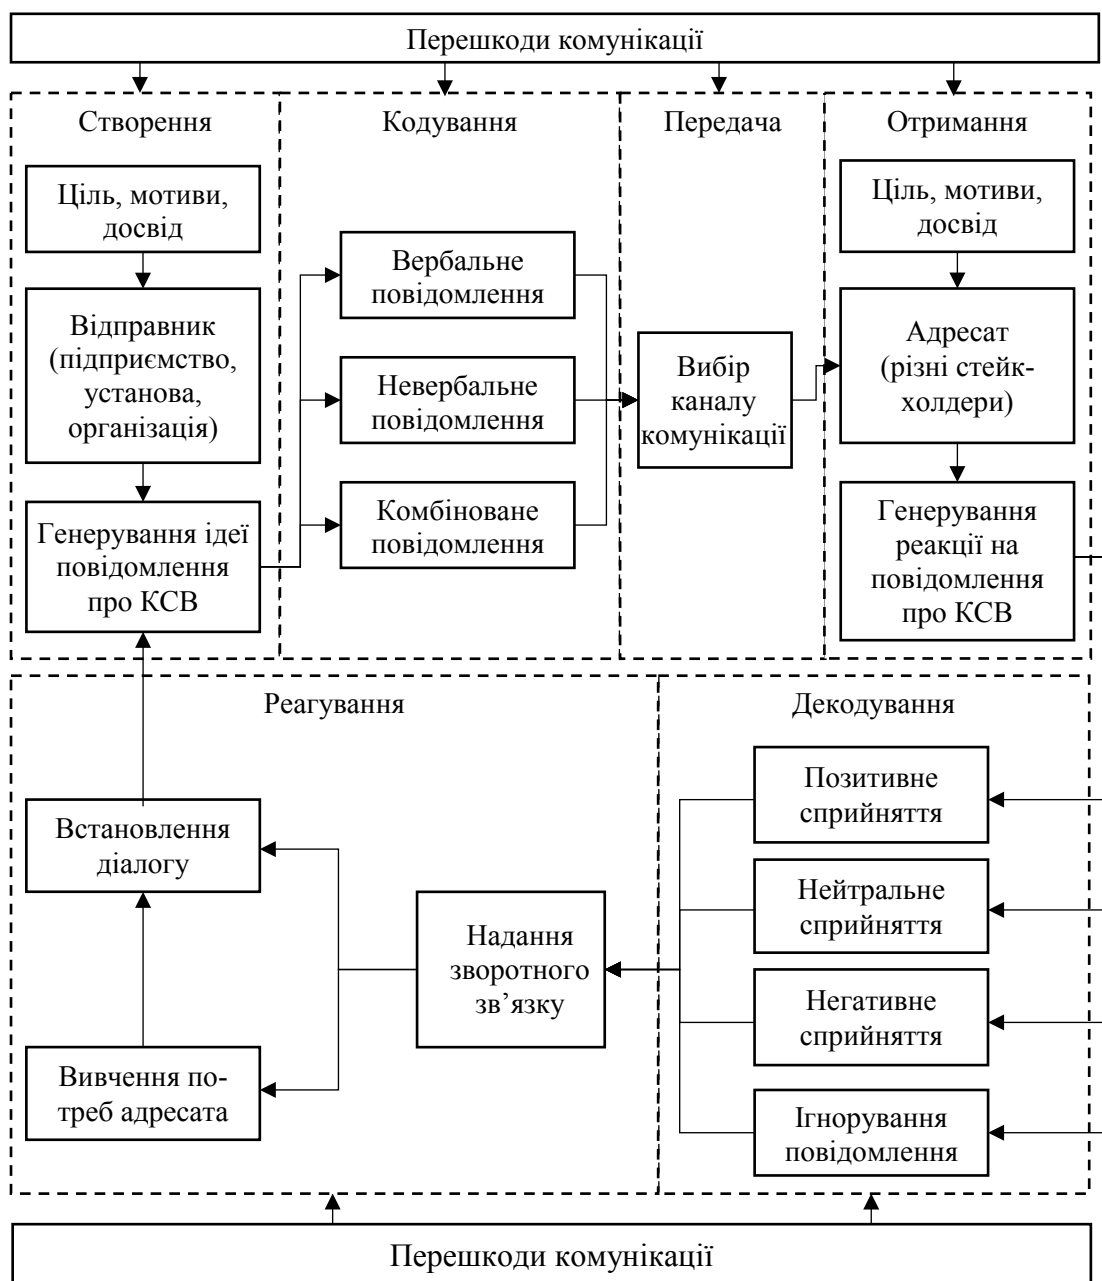 Перешкоди комунікації
Створення
Кодування
Передача
Отримання
Ціль, мотиви,
досвід
Відправник
(підприємство,
установа,
організація)
Генерування ідеї
повідомлення
про КСВ
Вербальне
повідомлення
Невербальне
повідомлення
Комбіноване
повідомлення
Вибір
каналу
комунікації
Ціль, мотиви,
досвід
Адресат
(різні стейк-
холдери)
Генерування
реакції на
повідомлення
про КСВ
Реагування
Декодування
Встановлення
діалогу
Вивчення по-
треб адресата
Надання
зворотного
зв’язку
Позитивне
сприйняття
Нейтральне
сприйняття
Негативне
сприйняття
Ігнорування
повідомлення
Перешкоди комунікації